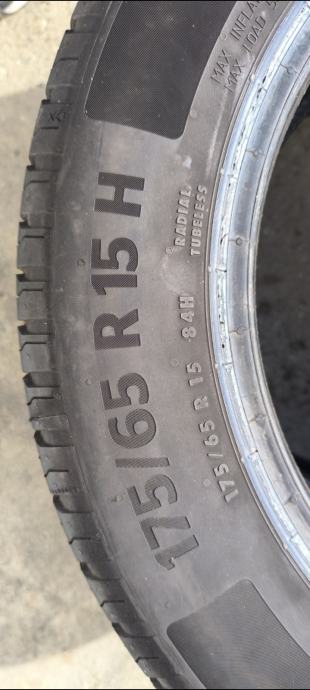 175/65 R 15 H
175/65 R 15 84H
RADIAL
TUBELESS
MAX INFLA
MAX LOAD